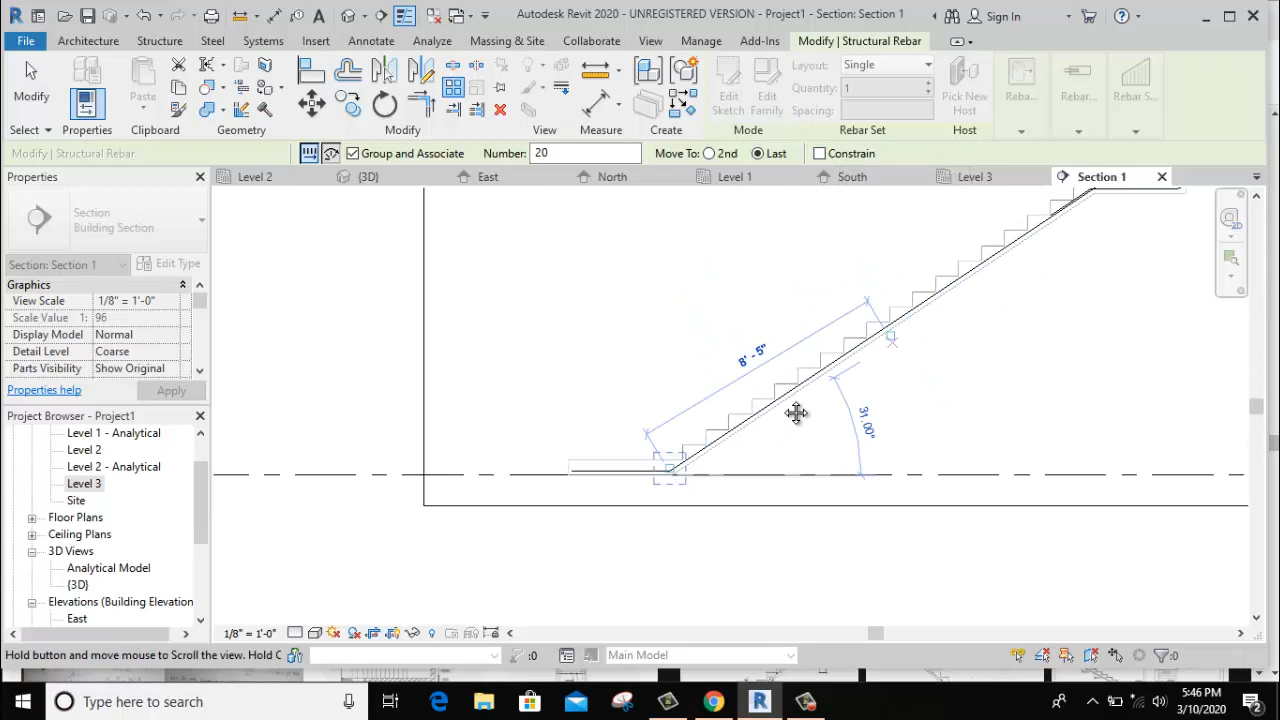 Autodesk Revit 2020 - UNREGISTERED VERSION - Project1 - Section: Section 1
Sign In
File Architecture Structure Steel Systems Insert Annotate Analyze Massing & Site Collaborate View Manage Add-Ins Modify | Structural Rebar
Modify
Paste
Edit Sketch
Edit Family
Layout: Single
Quantity: 1
Spacing:
Pick New Host
Reba...
Rebar...
Rebar S...
Select Properties Clipboard Geometry Modify View Measure Create Mode Rebar Set Host
Modify | Structural Rebar
Group and Associate Number: 20 Move To: 2nd Last Constrain
Properties
Level 2 {3D} East North Level 1 South Level 3 Section 1
Section
Building Section
Section: Section 1 Edit Type
Graphics
View Scale 1/8" = 1'-0"
Scale Value 1: 96
Display Model Normal
Detail Level Coarse
Parts Visibility Show Original
Properties help Apply
Project Browser - Project1
Level 1 - Analytical
Level 2
Level 2 - Analytical
Level 3
Site
Floor Plans
Ceiling Plans
3D Views
Analytical Model
{3D}
Elevations (Building Elevation
East
8' - 5"
31.00°
2D
1/8" = 1'-0"
Hold button and move mouse to Scroll the view. Hold C
:0
Main Model
:0
Type here to search
5:46 PM
3/10/2020
2